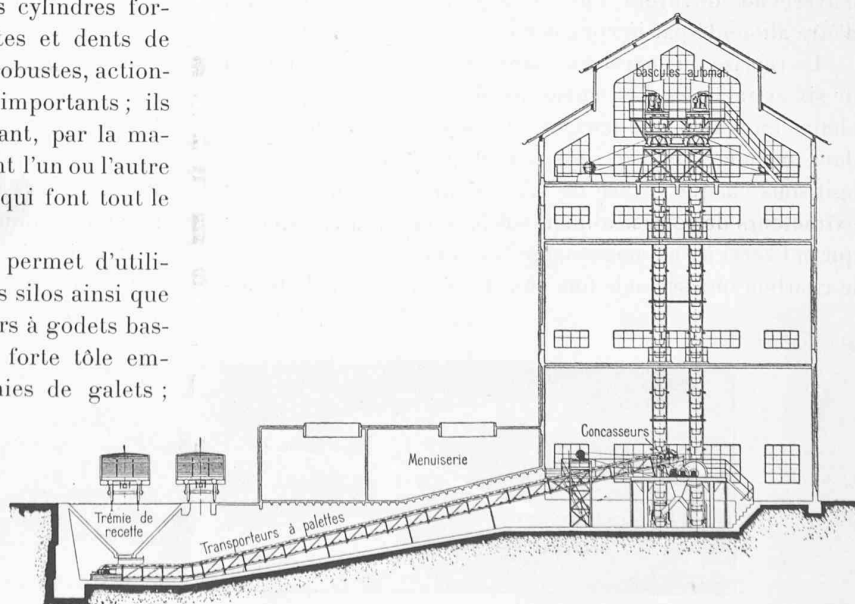 s cylindres for-
tes et dents de
obustes, action-
importants ; ils
ant, par la ma-
nt l'un ou l'autre
qui font tout le
permet d'utili-
s silos ainsi que
rs à godets bas-
forte tôle em-
nies de galets ;
bascules automat.
Concasseurs
Menuiserie
Trémie de
recette
Transporteurs à palettes